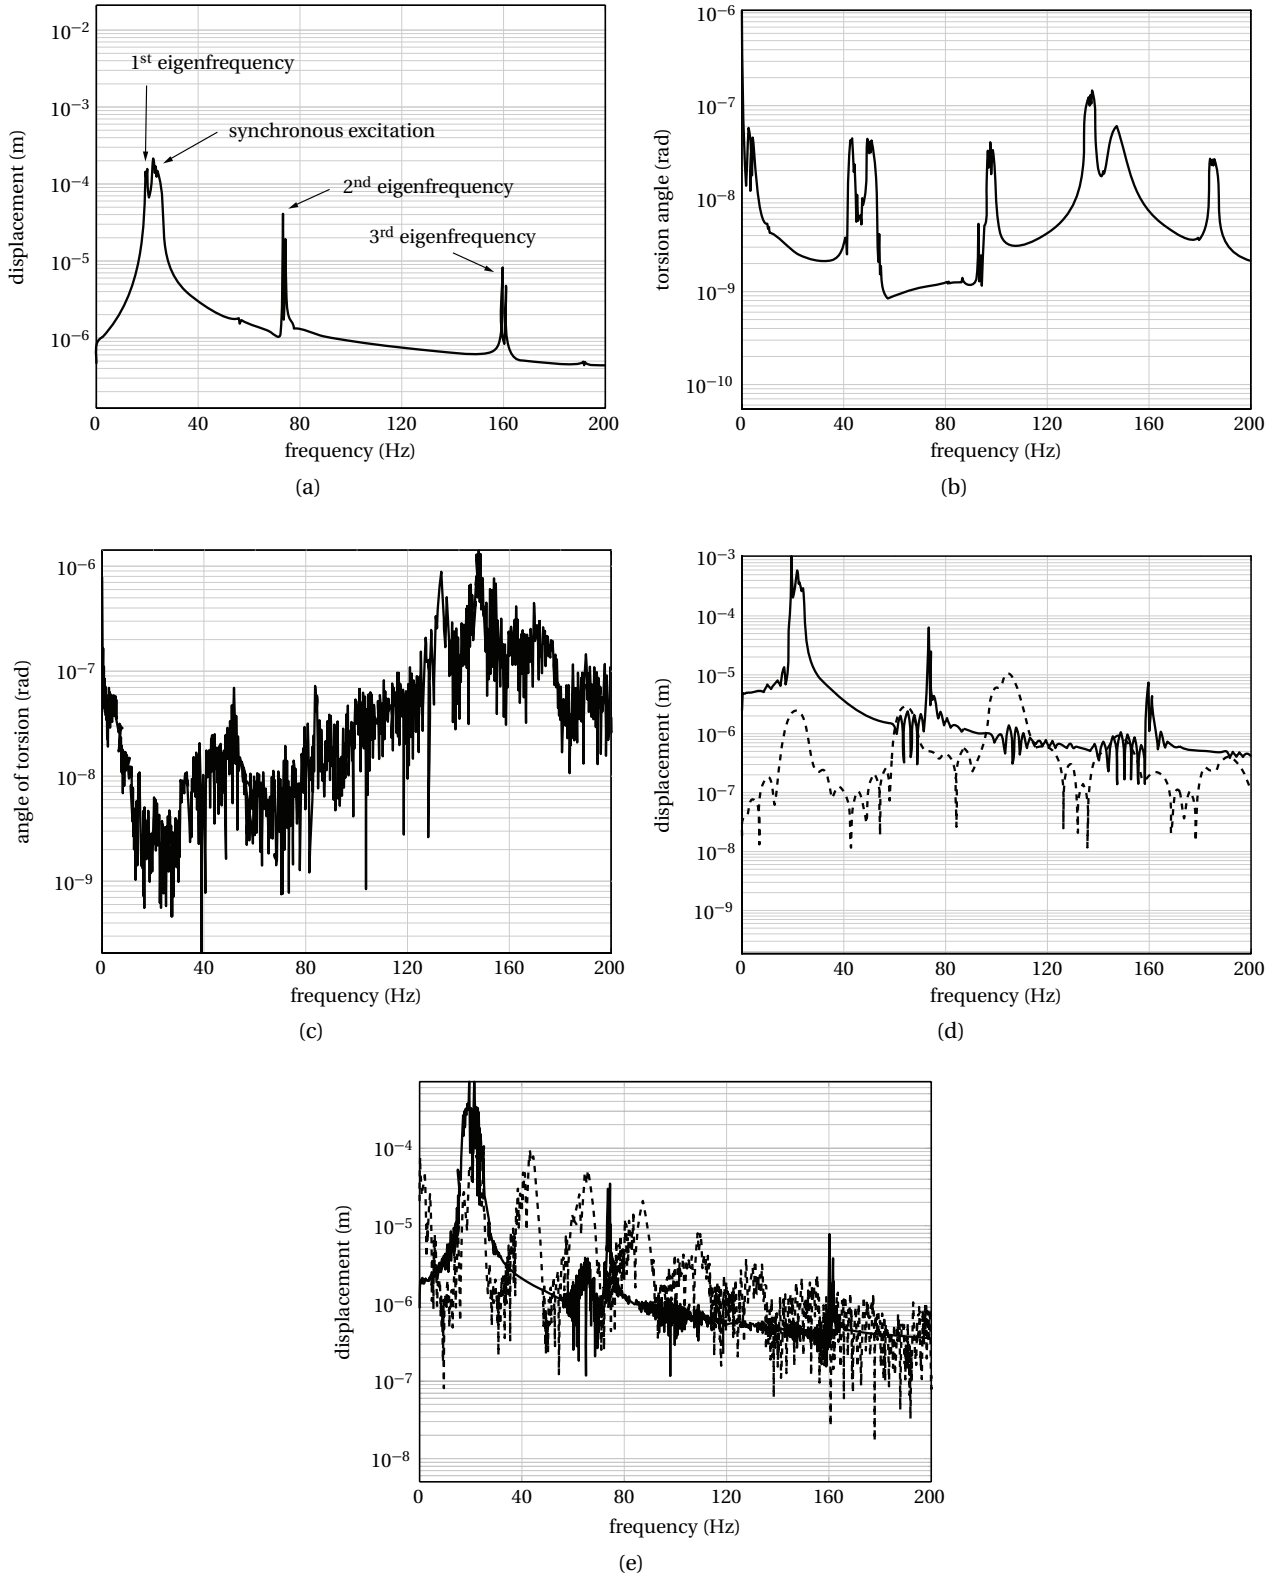 10−2
1st eigenfrequency
10−3
synchronous excitation
10−4
2nd eigenfrequency
3rd eigenfrequency
10−5
10−6
displacement (m)
0 40 80 120 160 200
frequency (Hz)
(a)
10−6
10−7
10−8
10−9
10−10
torsion angle (rad)
0 40 80 120 160 200
frequency (Hz)
(b)
10−6
10−7
10−8
10−9
angle of torsion (rad)
0 40 80 120 160 200
frequency (Hz)
(c)
10−3
10−4
10−5
10−6
10−7
10−8
10−9
displacement (m)
0 40 80 120 160 200
frequency (Hz)
(d)
10−4
10−5
10−6
10−7
10−8
displacement (m)
0 40 80 120 160 200
frequency (Hz)
(e)